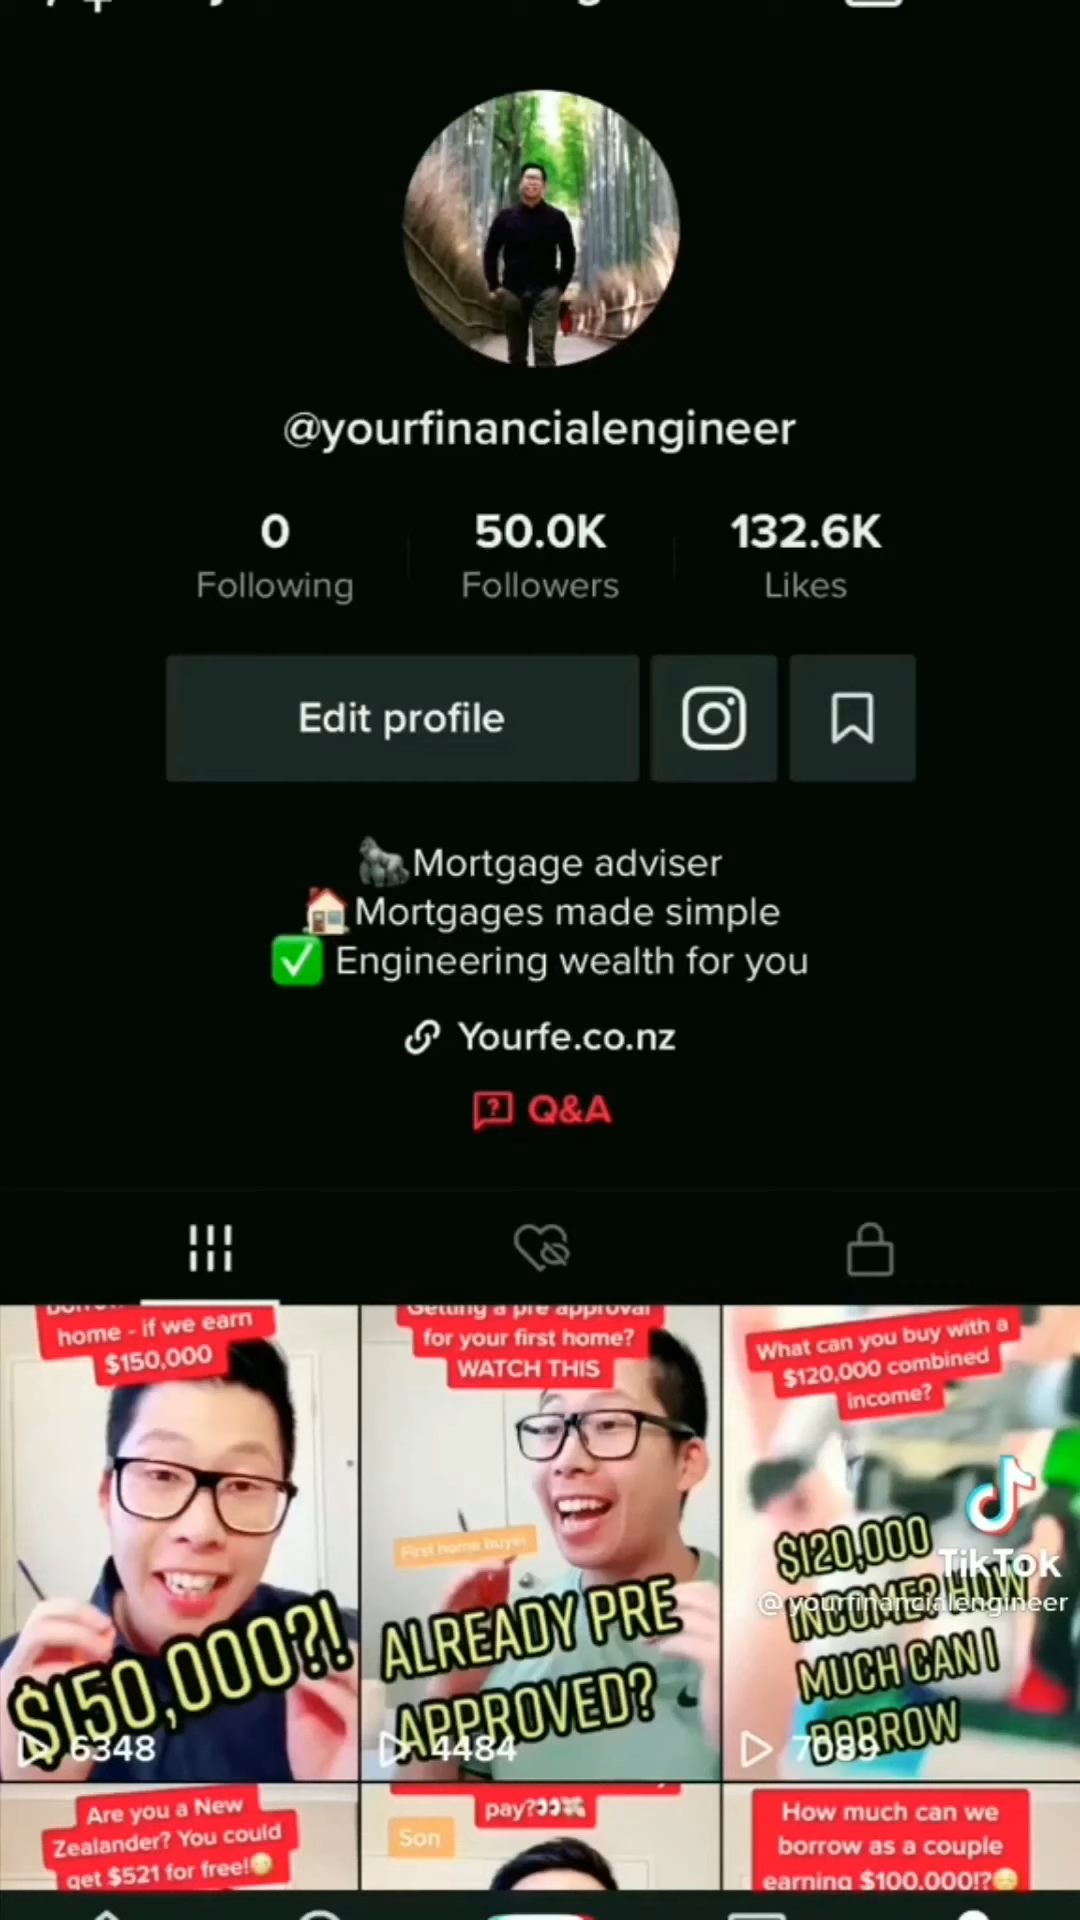 @yourfinancialengineer
0
Following
50.0K
Followers
132.6K
Likes
Edit profile
Mortgage adviser
Mortgages made simple
Engineering wealth for you
Yourfe.co.nz
Q&A
home - if we earn
$150,000
$150,000?!
6348
Getting a pre approval
for your first home?
WATCH THIS
First home buyer
ALREADY PRE
APPROVED?
4484
What can you buy with a
$120,000 combined
income?
$120,000
INCOME? HOW
MUCH CAN I
BORROW
7089
TikTok
@yourfinancialengineer
Are you a New
Zealander? You could
get $521 for free!
pay?
Son
How much can we
borrow as a couple
earning $100,000!?